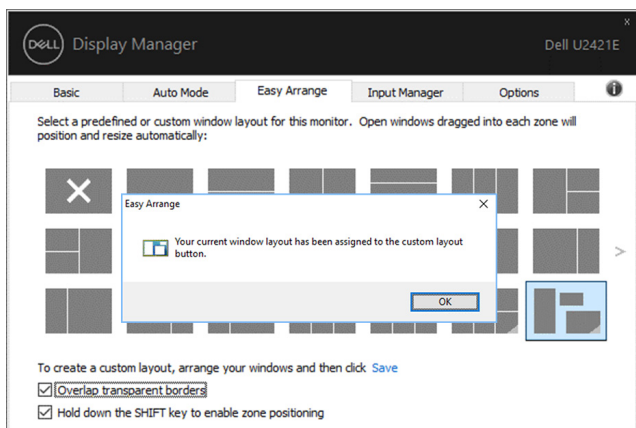 x
DELL Display Manager Dell U2421E
Basic Auto Mode Easy Arrange Input Manager Options
Select a predefined or custom window layout for this monitor. Open windows dragged into each zone will
position and resize automatically:
Easy Arrange
Your current window layout has been assigned to the custom layout
button.
OK
>
To create a custom layout, arrange your windows and then click Save
Overlap transparent borders
Hold down the SHIFT key to enable zone positioning